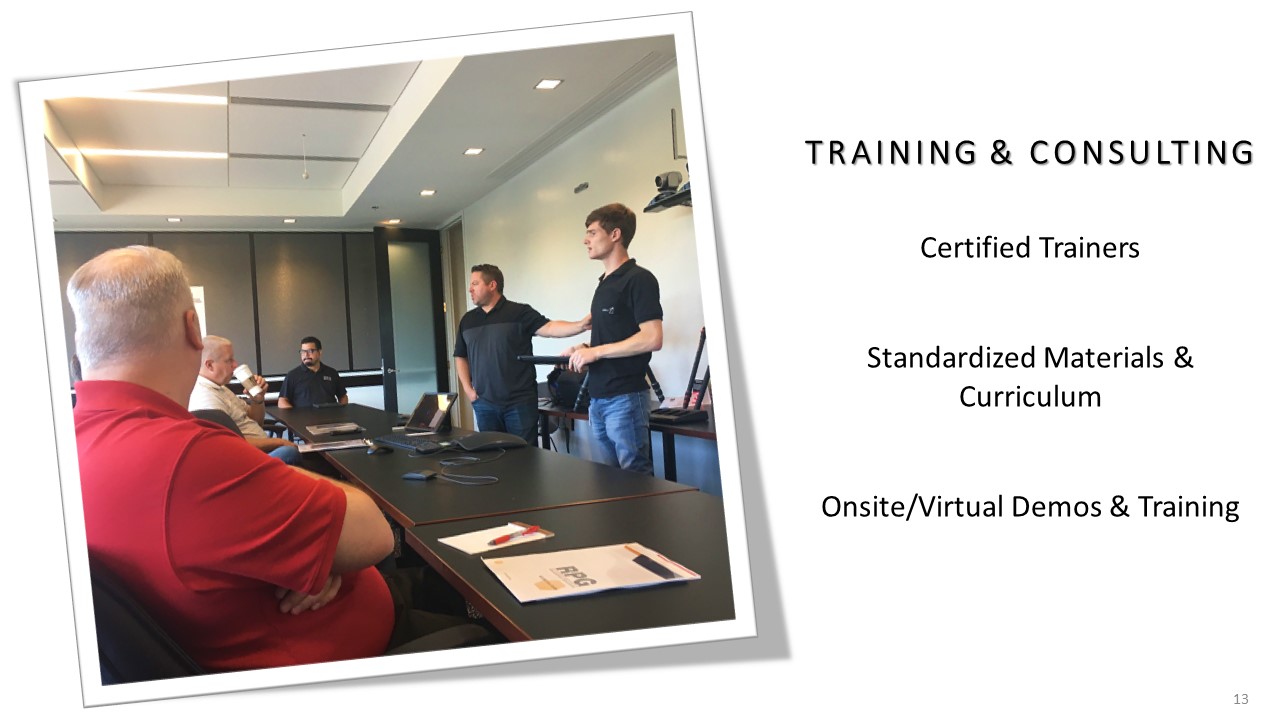 TRAINING & CONSULTING
Certified Trainers
Standardized Materials &
Curriculum
Onsite/Virtual Demos & Training
RPG
13